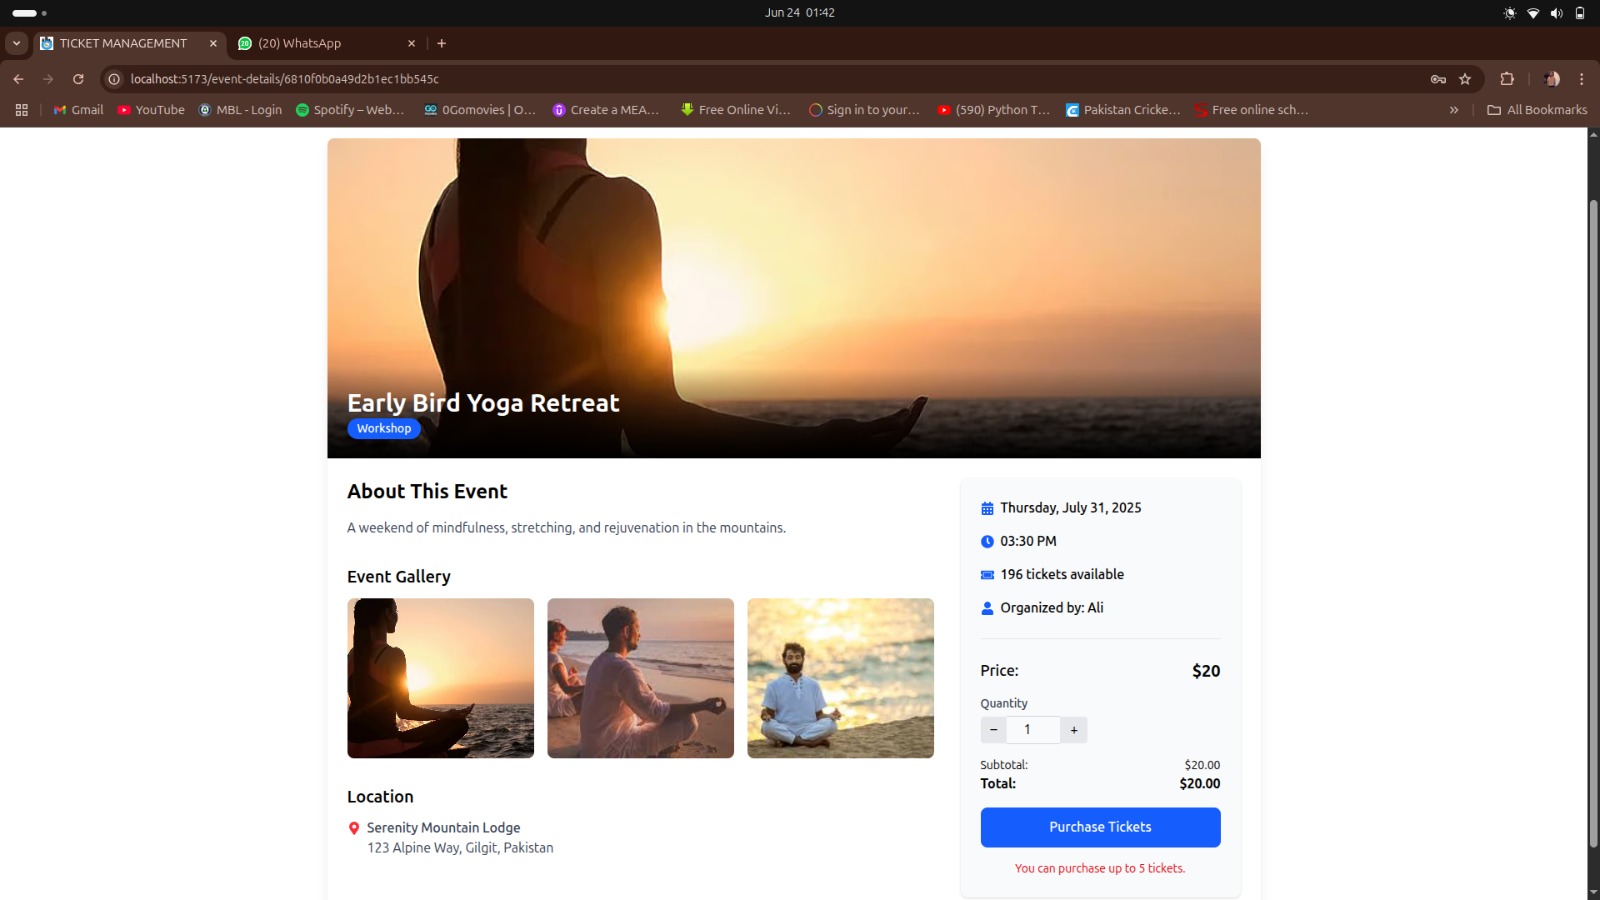 Jun 24 01:42
TICKET MANAGEMENT
(20) WhatsApp
localhost:5173/event-details/6810f0b0a49d2b1ec1bb545c
Gmail
YouTube
MBL - Login
Spotify – Web...
0Gomovies | O...
Create a MEA...
Free Online Vi...
Sign in to your...
(590) Python T...
Pakistan Cricke...
Free online sch...
All Bookmarks
Early Bird Yoga Retreat
Workshop
About This Event
A weekend of mindfulness, stretching, and rejuvenation in the mountains.
Event Gallery
Location
Serenity Mountain Lodge
123 Alpine Way, Gilgit, Pakistan
Thursday, July 31, 2025
03:30 PM
196 tickets available
Organized by: Ali
Price: $20
Quantity
− 1 +
Subtotal: $20.00
Total: $20.00
Purchase Tickets
You can purchase up to 5 tickets.